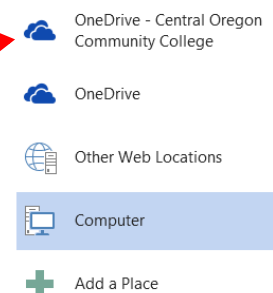 OneDrive - Central Oregon
Community College
OneDrive
Other Web Locations
Computer
Add a Place